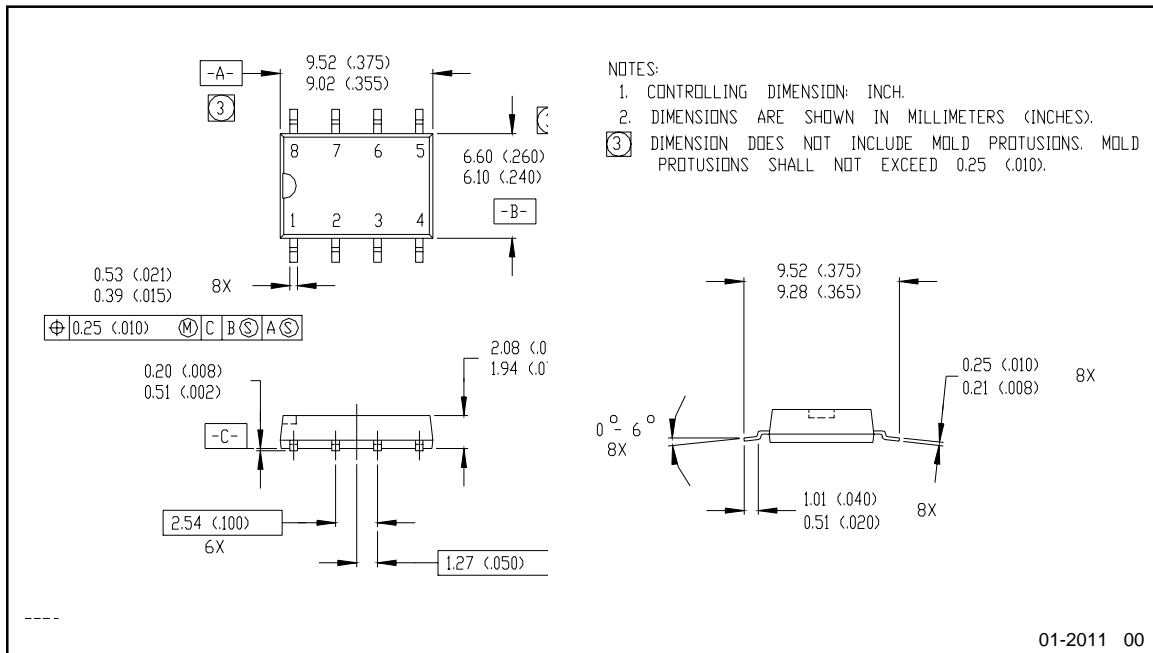 -A-
9.52 (.375)
9.02 (.355)
3
8 7 6 5
6.60 (.260)
6.10 (.240)
-B-
1 2 3 4
0.53 (.021)
0.39 (.015)
8X
⌖ 0.25 (.010) Ⓜ C B Ⓢ A Ⓢ
0.20 (.008)
0.51 (.002)
2.08
1.94
-C-
2.54 (.100)
6X
1.27 (.050)
NOTES:
1. CONTROLLING DIMENSION: INCH.
2. DIMENSIONS ARE SHOWN IN MILLIMETERS (INCHES).
3 DIMENSION DOES NOT INCLUDE MOLD PROTUSIONS. MOLD
PROTUSIONS SHALL NOT EXCEED 0.25 (.010).
9.52 (.375)
9.28 (.365)
0.25 (.010)
0.21 (.008)
8X
0° - 6°
8X
1.01 (.040)
0.51 (.020)
8X
----
01-2011 00